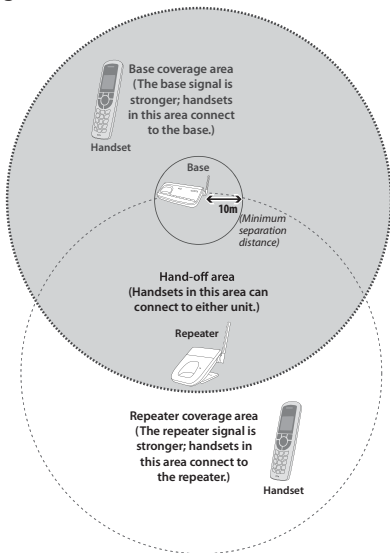 Base coverage area
(The base signal is
stronger; handsets
in this area connect
to the base.)
Handset
Base
10m
(Minimum
separation
distance)
Hand-off area
(Handsets in this area can
connect to either unit.)
Repeater
Repeater coverage area
(The repeater signal is
stronger; handsets in
this area connect to
the repeater.)
Handset